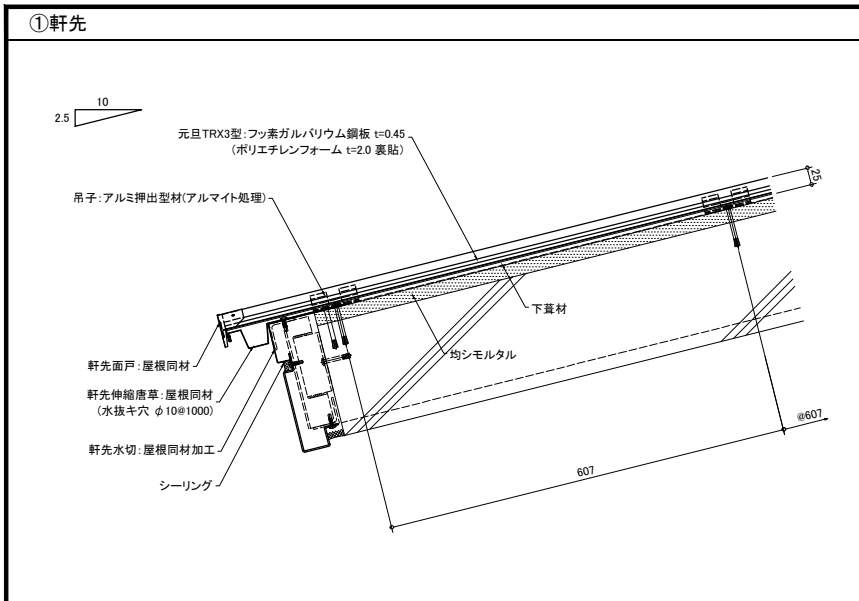 ①軒先
10
2.5
元旦TRX3型:フッ素ガルバリウム鋼板 t=0.45
(ポリエチレンフォーム t=2.0 裏貼)
25
吊子:アルミ押出型材(アルマイト処理)
下葺材
均シモルタル
軒先面戸:屋根同材
軒先伸縮唐草:屋根同材
(水抜キ穴 φ10@1000)
軒先水切:屋根同材加工
シーリング
@607
607